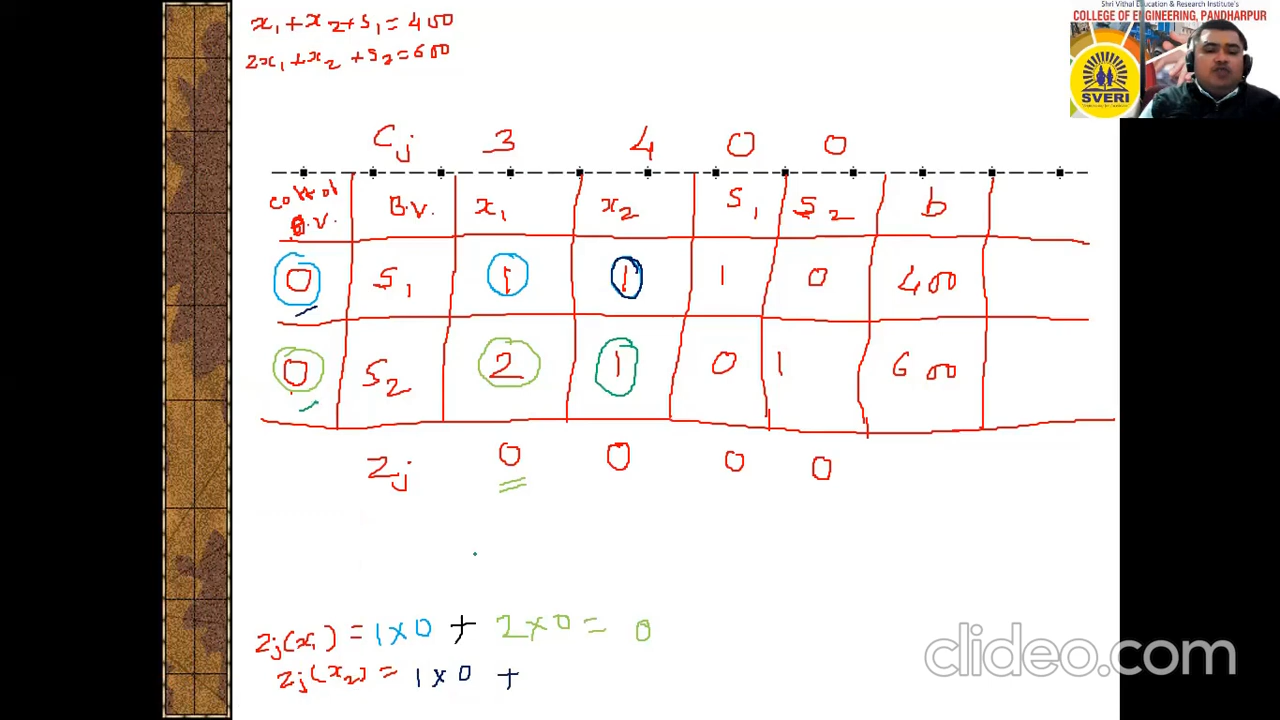 x₁+x₂+s₁=400
2x₁+x₂+s₂=600
Shri Vithal Education & Research Institute's
COLLEGE OF ENGINEERING, PANDHARPUR
SVERI
Cj 3 4 0 0
B.V. x₁ x₂ S₁ S₂ b
0 S₁ 1 1 1 0 400
0 S₂ 2 1 0 1 600
Zj 0 0 0 0
Zj(x₁) = 1×0 + 2×0 = 0
Zj(x₂) = 1×0 +
clideo.com